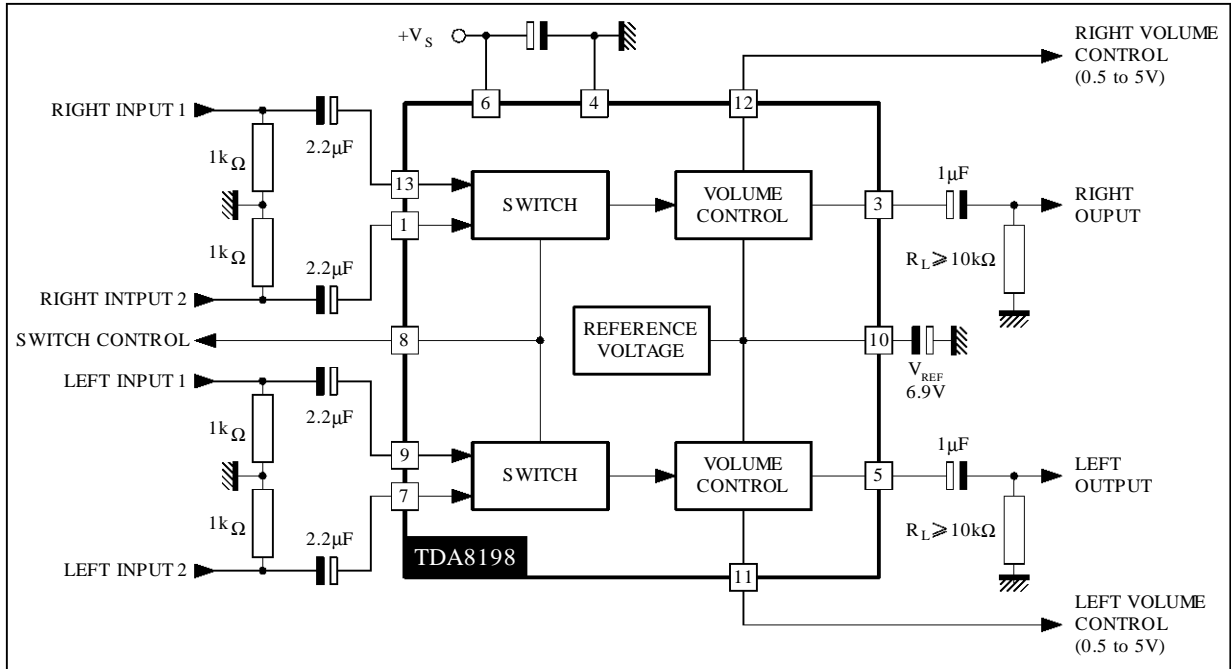 +VS
RIGHT VOLUME
CONTROL
(0.5 to 5V)
6
4
12
RIGHT INPUT 1
2.2µF
1kΩ
13
1
SWITCH
VOLUME
CONTROL
3
1µF
RIGHT
OUPUT
1kΩ
2.2µF
RL⩾10kΩ
RIGHT INTPUT 2
SWITCH CONTROL
8
REFERENCE
VOLTAGE
10
VREF
6.9V
LEFT INPUT 1
2.2µF
1kΩ
9
7
SWITCH
VOLUME
CONTROL
5
1µF
LEFT
OUTPUT
1kΩ
2.2µF
RL⩾10kΩ
LEFT INPUT 2
TDA8198
11
LEFT VOLUME
CONTROL
(0.5 to 5V)